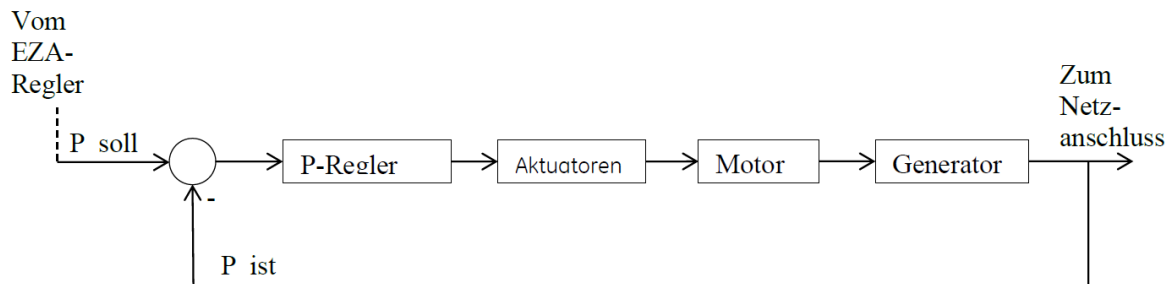 Vom
EZA-
Regler
P soll
P-Regler
Aktuatoren
Motor
Generator
Zum
Netz-
anschluss
-
P ist